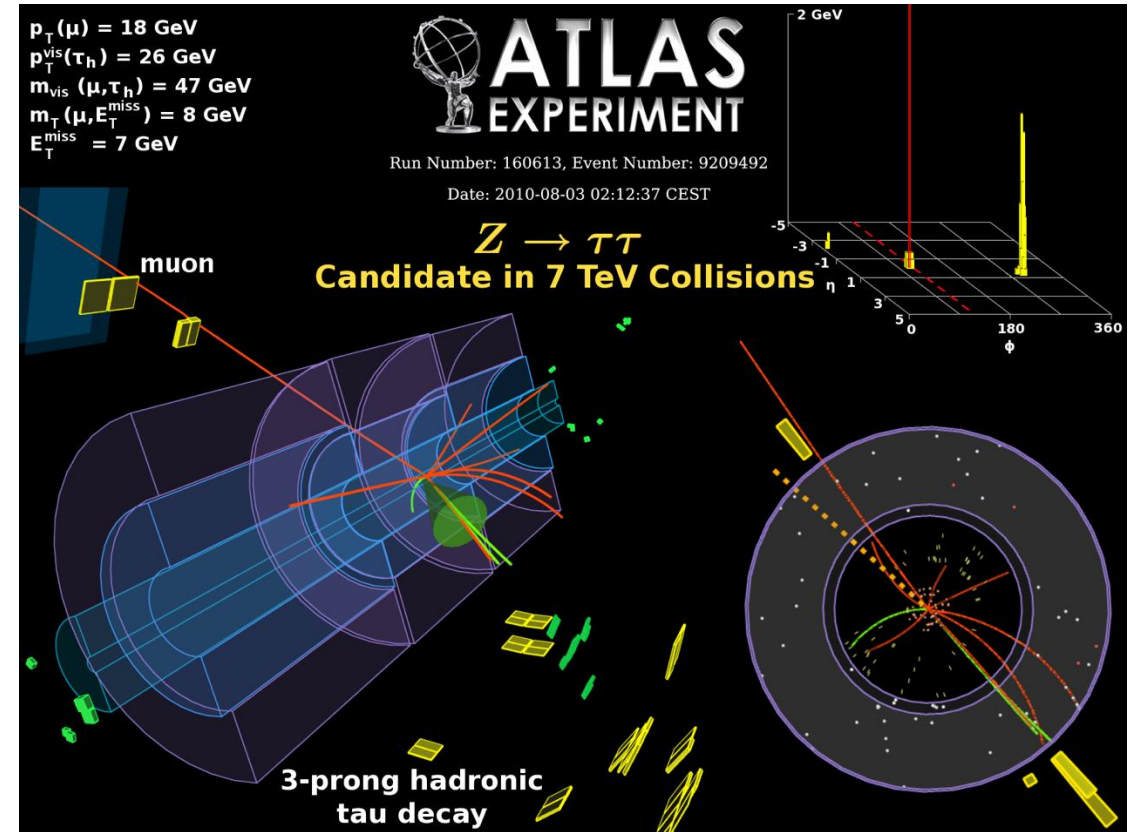 p_T(μ) = 18 GeV
p_T^vis(τ_h) = 26 GeV
m_vis (μ,τ_h) = 47 GeV
m_T(μ,E_T^miss) = 8 GeV
E_T^miss = 7 GeV
ATLAS
EXPERIMENT
Run Number: 160613, Event Number: 9209492
Date: 2010-08-03 02:12:37 CEST
Z → ττ
Candidate in 7 TeV Collisions
2 GeV
-5
-3
-1
η 1
3
5
0 180 360
ϕ
muon
3-prong hadronic
tau decay